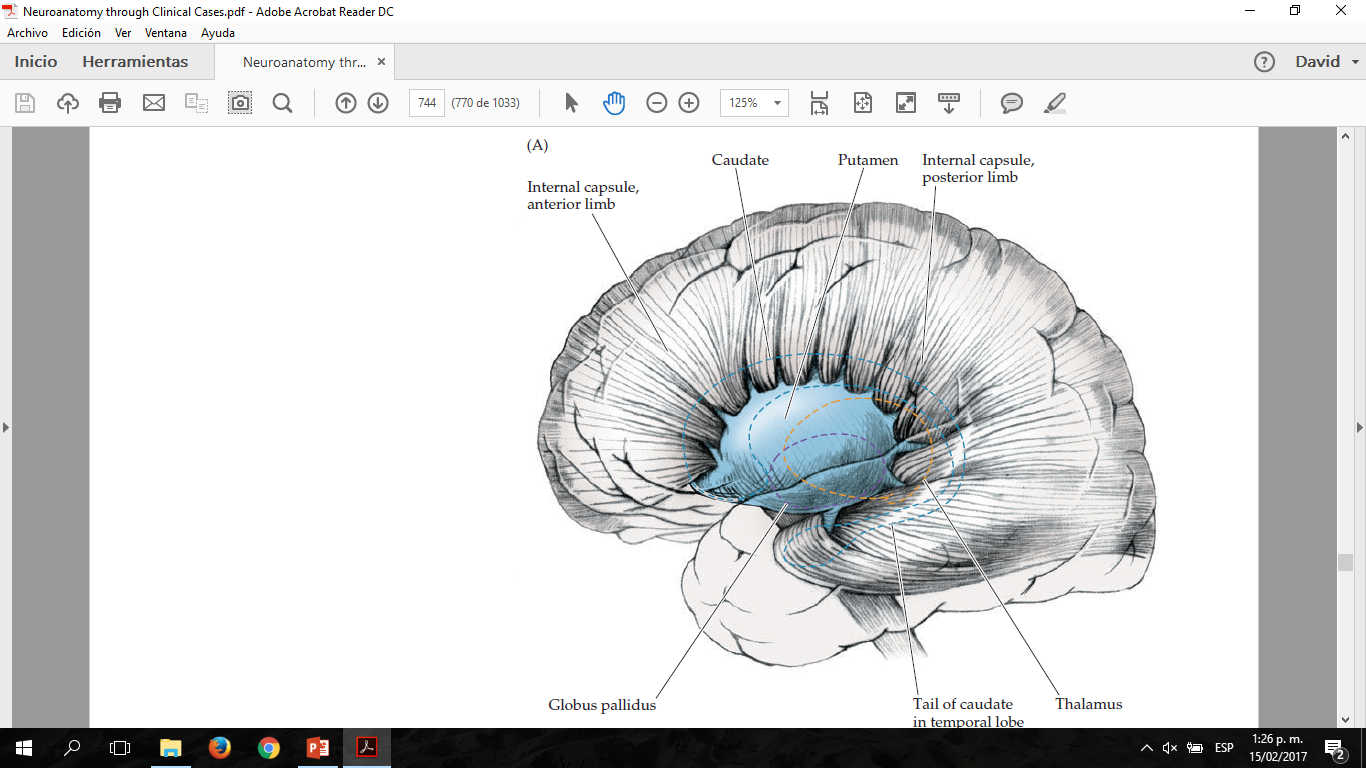 Neuroanatomy through Clinical Cases.pdf - Adobe Acrobat Reader DC
Archivo Edición Ver Ventana Ayuda
Inicio Herramientas Neuroanatomy thr... David
744 (770 de 1033) 125%
(A)
Caudate
Putamen
Internal capsule,
posterior limb
Internal capsule,
anterior limb
Globus pallidus
Tail of caudate
in temporal lobe
Thalamus
ESP
1:26 p. m.
15/02/2017
2